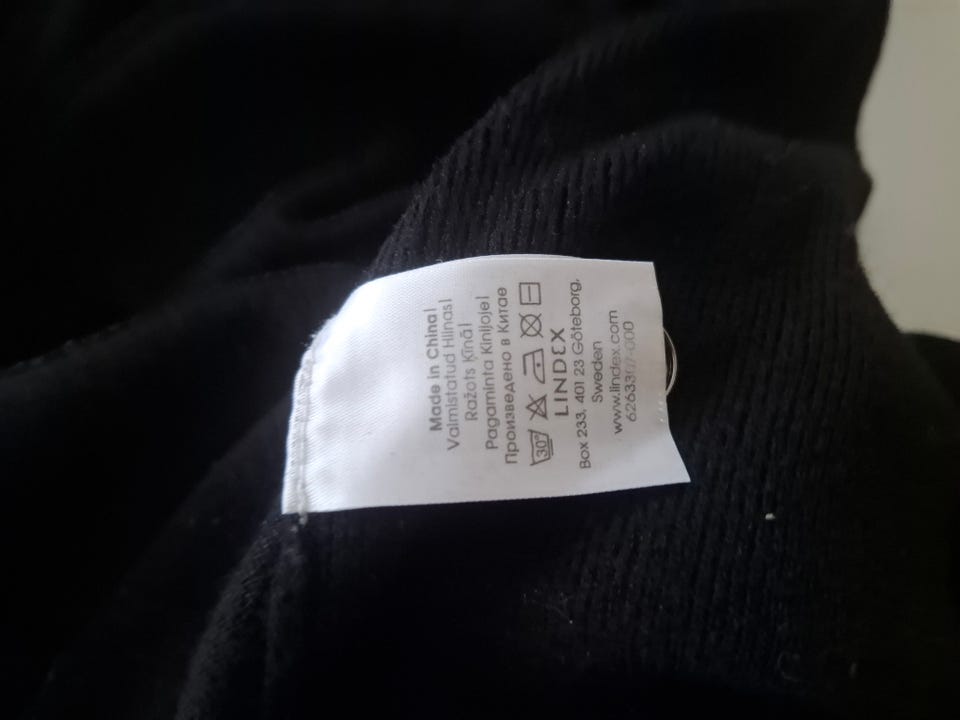 Made in China|
Valmistatud Hiinas|
Ražots Ķīnā|
Pagaminta Kinijoje|
Произведено в Китае
30°
LINDEX
Box 233, 401 23 Göteborg,
Sweden
www.lindex.com